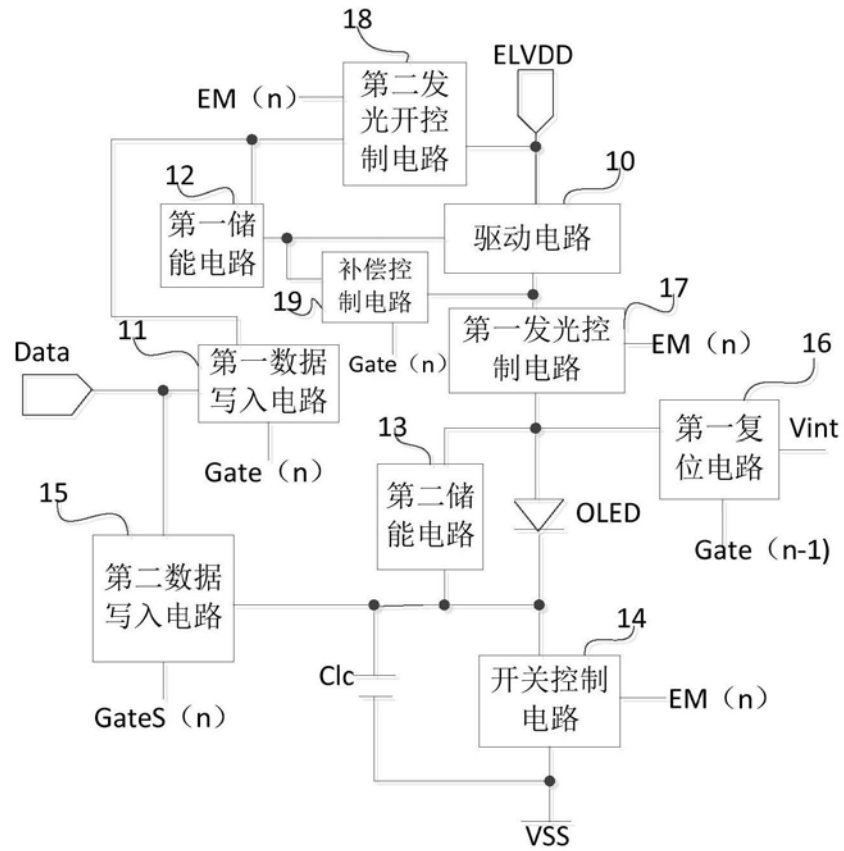 18
ELVDD
EM（n）
第二发
光开控
制电路
12
10
第一储
能电路
驱动电路
补偿控
制电路
19
17
第一发光控
制电路
EM（n）
Gate（n）
Data
11
第一数据
写入电路
16
第一复
位电路
Vint
13
Gate（n）
第二储
能电路
15
OLED
Gate（n-1)
第二数据
写入电路
14
Clc
开关控制
电路
EM（n）
GateS（n）
VSS